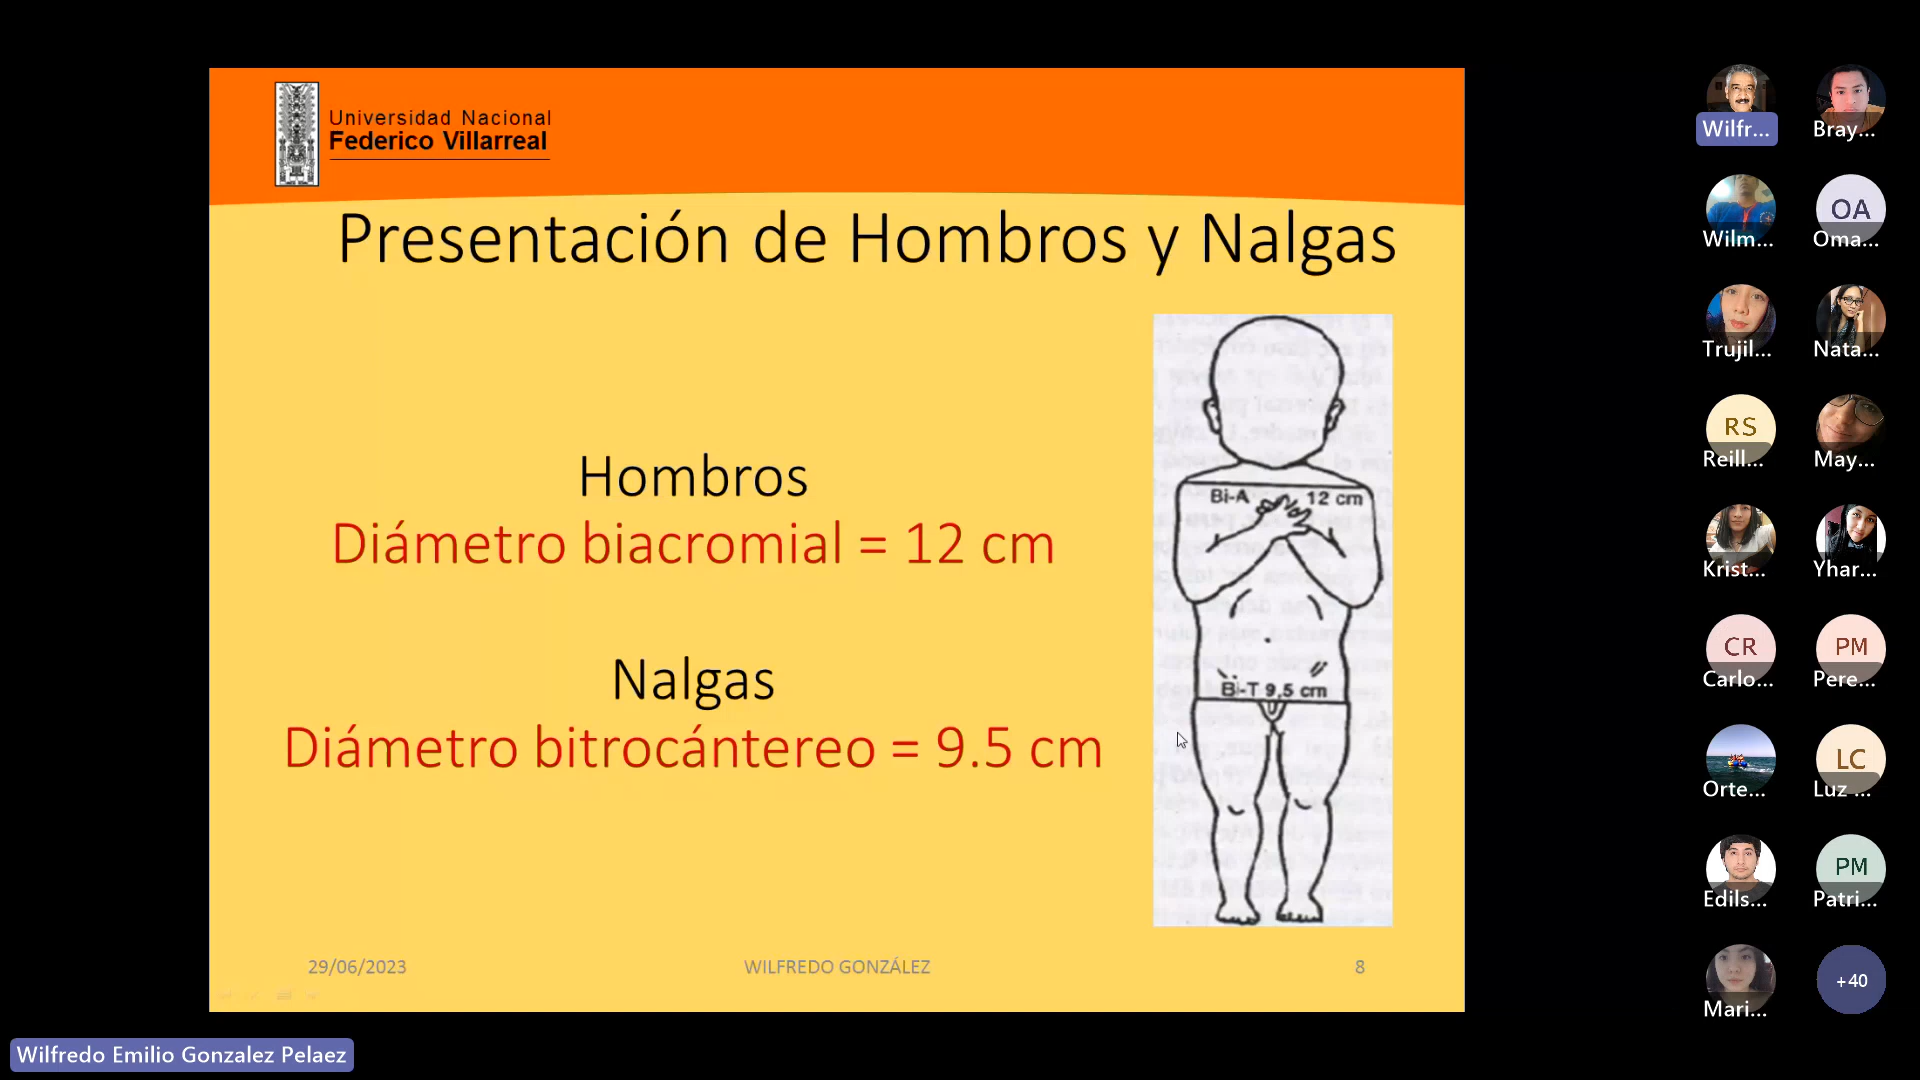 Universidad Nacional
Federico Villarreal
Presentación de Hombros y Nalgas
Hombros
Diámetro biacromial = 12 cm
Nalgas
Diámetro bitrocántereo = 9.5 cm
Bi-A 12 cm
Bi-T 9,5 cm
29/06/2023
WILFREDO GONZÁLEZ
8
Wilfredo Emilio Gonzalez Pelaez
Wilfr...
Bray...
Wilm...
OA
Oma...
Trujil...
Nata...
RS
Reill...
May...
Krist...
Yhar...
CR
Carlo...
PM
Pere...
Orte...
LC
Luz ...
Edils...
PM
Patri...
Mari...
+40